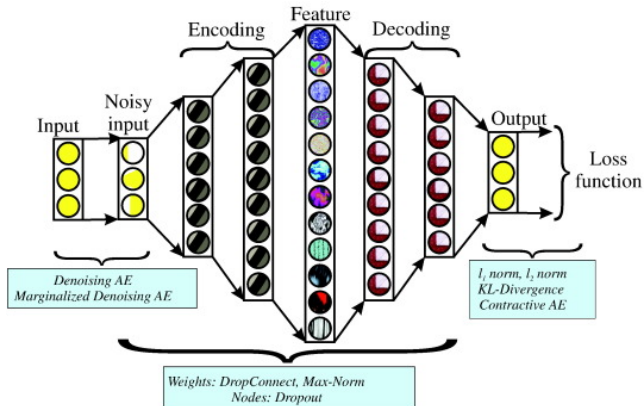 Feature
Encoding
Decoding
Noisy
input
Input
Output
Loss
function
Denoising AE
Marginalized Denoising AE
l₁ norm, l₂ norm
KL-Divergence
Contractive AE
Weights: DropConnect, Max-Norm
Nodes: Dropout